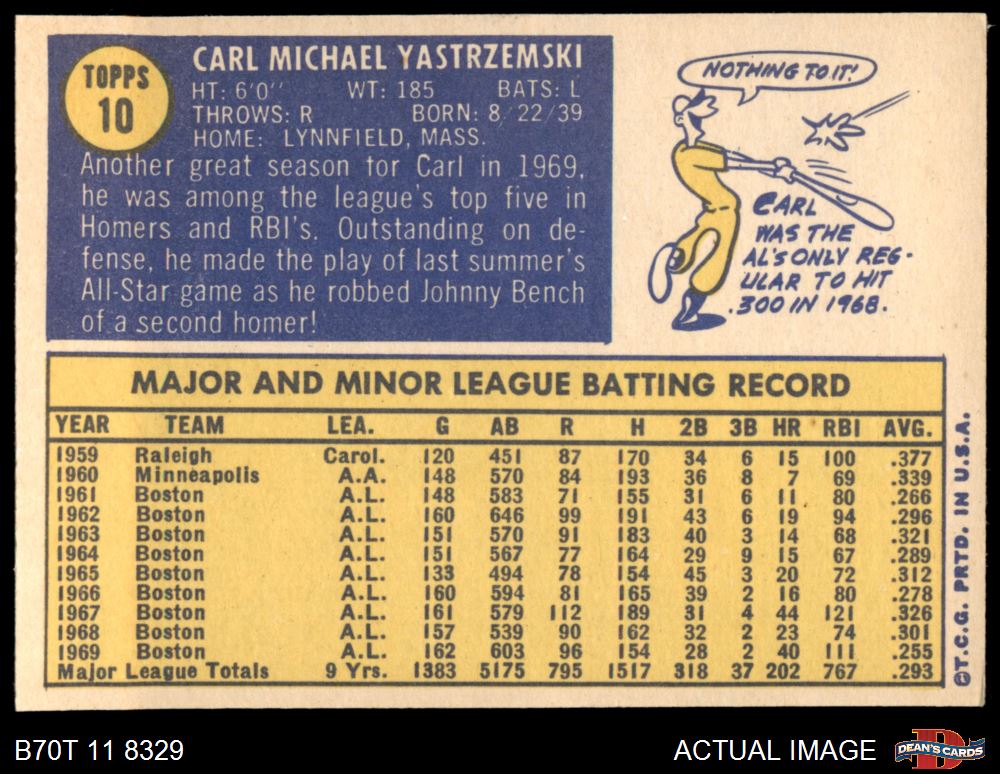 TOPPS
10
CARL MICHAEL YASTRZEMSKI
HT: 6'0" WT: 185 BATS: L
THROWS: R BORN: 8/22/39
HOME: LYNNFIELD, MASS.
Another great season for Carl in 1969,
he was among the league's top five in
Homers and RBI's. Outstanding on de-
fense, he made the play of last summer's
All-Star game as he robbed Johnny Bench
of a second homer!
NOTHING TO IT!
CARL
WAS THE
AL'S ONLY REG-
ULAR TO HIT
.300 IN 1968.
MAJOR AND MINOR LEAGUE BATTING RECORD
YEAR TEAM LEA. G AB R H 2B 3B HR RBI AVG.
1959 Raleigh Carol. 120 451 87 170 34 6 15 100 .377
1960 Minneapolis A.A. 148 570 84 193 36 8 7 69 .339
1961 Boston A.L. 148 583 71 155 31 6 11 80 .266
1962 Boston A.L. 160 646 99 191 43 6 19 94 .296
1963 Boston A.L. 151 570 91 183 40 3 14 68 .321
1964 Boston A.L. 151 567 77 164 29 9 15 67 .289
1965 Boston A.L. 133 494 78 154 45 3 20 72 .312
1966 Boston A.L. 160 594 81 165 39 2 16 80 .278
1967 Boston A.L. 161 579 112 189 31 4 44 121 .326
1968 Boston A.L. 157 539 90 162 32 2 23 74 .301
1969 Boston A.L. 162 603 96 154 28 2 40 111 .255
Major League Totals 9 Yrs. 1383 5175 795 1517 318 37 202 767 .293
©T.C.G. PRTD. IN U.S.A.
B70T 11 8329
ACTUAL IMAGE
D
DEAN'S CARDS